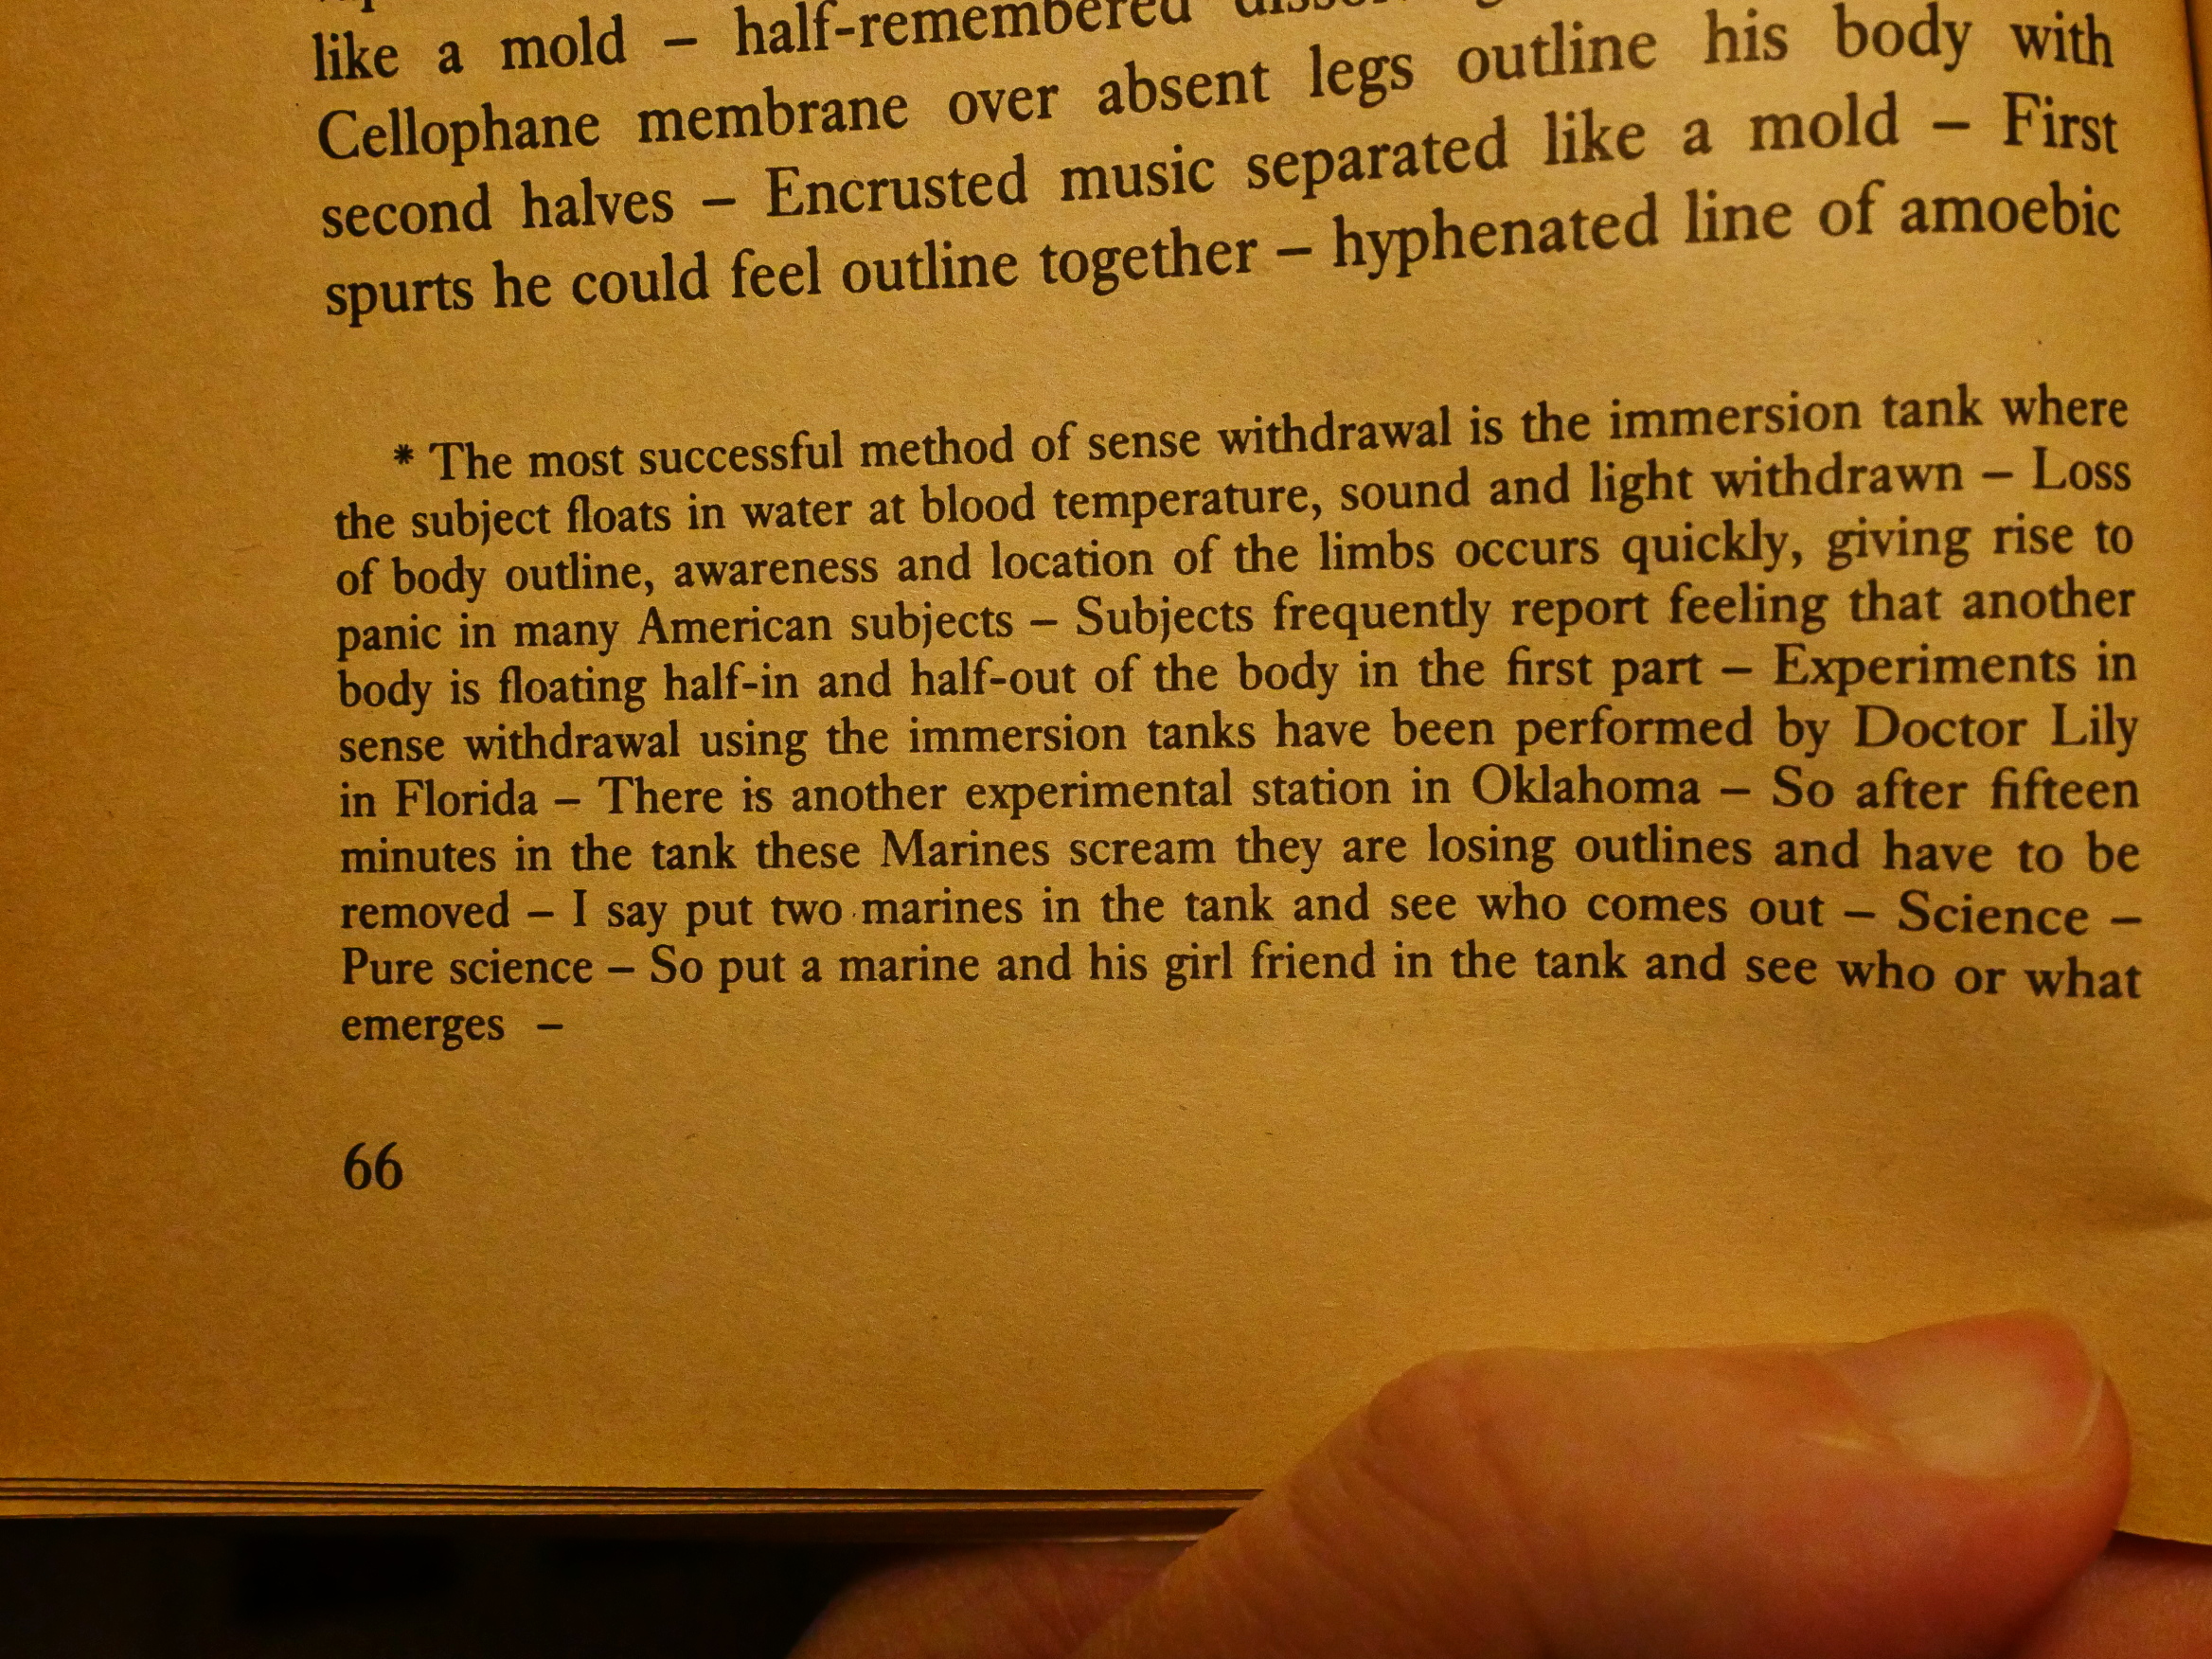 like a mold – half-remembered
Cellophane membrane over absent legs outline his body with
second halves – Encrusted music separated like a mold – First
spurts he could feel outline together – hyphenated line of amoebic
* The most successful method of sense withdrawal is the immersion tank where
the subject floats in water at blood temperature, sound and light withdrawn – Loss
of body outline, awareness and location of the limbs occurs quickly, giving rise to
panic in many American subjects – Subjects frequently report feeling that another
body is floating half-in and half-out of the body in the first part – Experiments in
sense withdrawal using the immersion tanks have been performed by Doctor Lily
in Florida – There is another experimental station in Oklahoma – So after fifteen
minutes in the tank these Marines scream they are losing outlines and have to be
removed – I say put two marines in the tank and see who comes out – Science –
Pure science – So put a marine and his girl friend in the tank and see who or what
emerges –
66